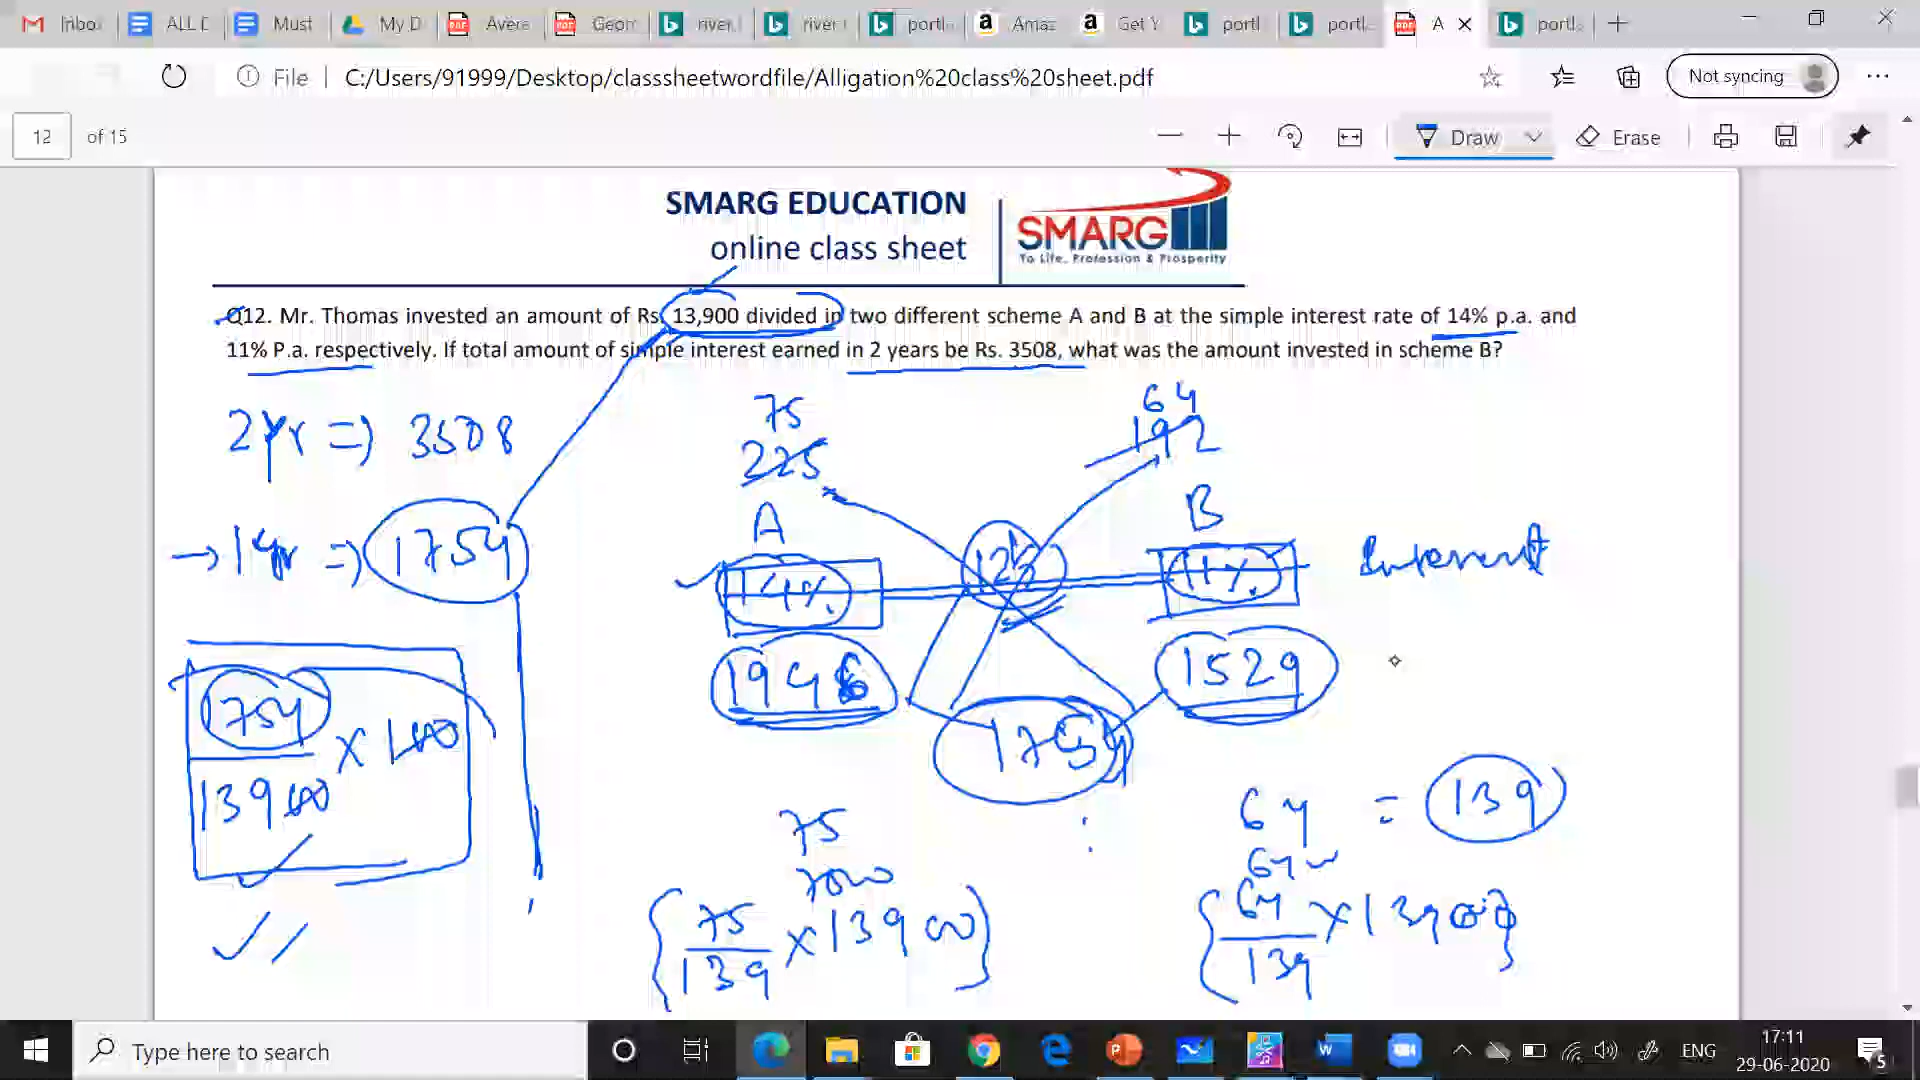 Inbo
ALL D
Must
My D
Avera
Geom
river
river
portl
portl
Amaz
Get Y
portl
portl
A
portla
File
C:/Users/91999/Desktop/classsheetwordfile/Alligation%20class%20sheet.pdf
Not syncing
12 of 15
Draw
Erase
SMARG EDUCATION
online class sheet
SMARG
To Life, Profession & Prosperity
Q12. Mr. Thomas invested an amount of Rs. 13,900 divided in two different scheme A and B at the simple interest rate of 14% p.a. and
11% P.a. respectively. If total amount of simple interest earned in 2 years be Rs. 3508, what was the amount invested in scheme B?
2yr => 3508
75
64
225
192
A
B
→ 1yr => 1754
14%
11%
Interest
1946
1529
1754
1754
× 100
13900
75 : 64 = 139
7500
6400
75
139
× 13900
64
139
× 13900
Type here to search
ENG
17:11
29-06-2020
5